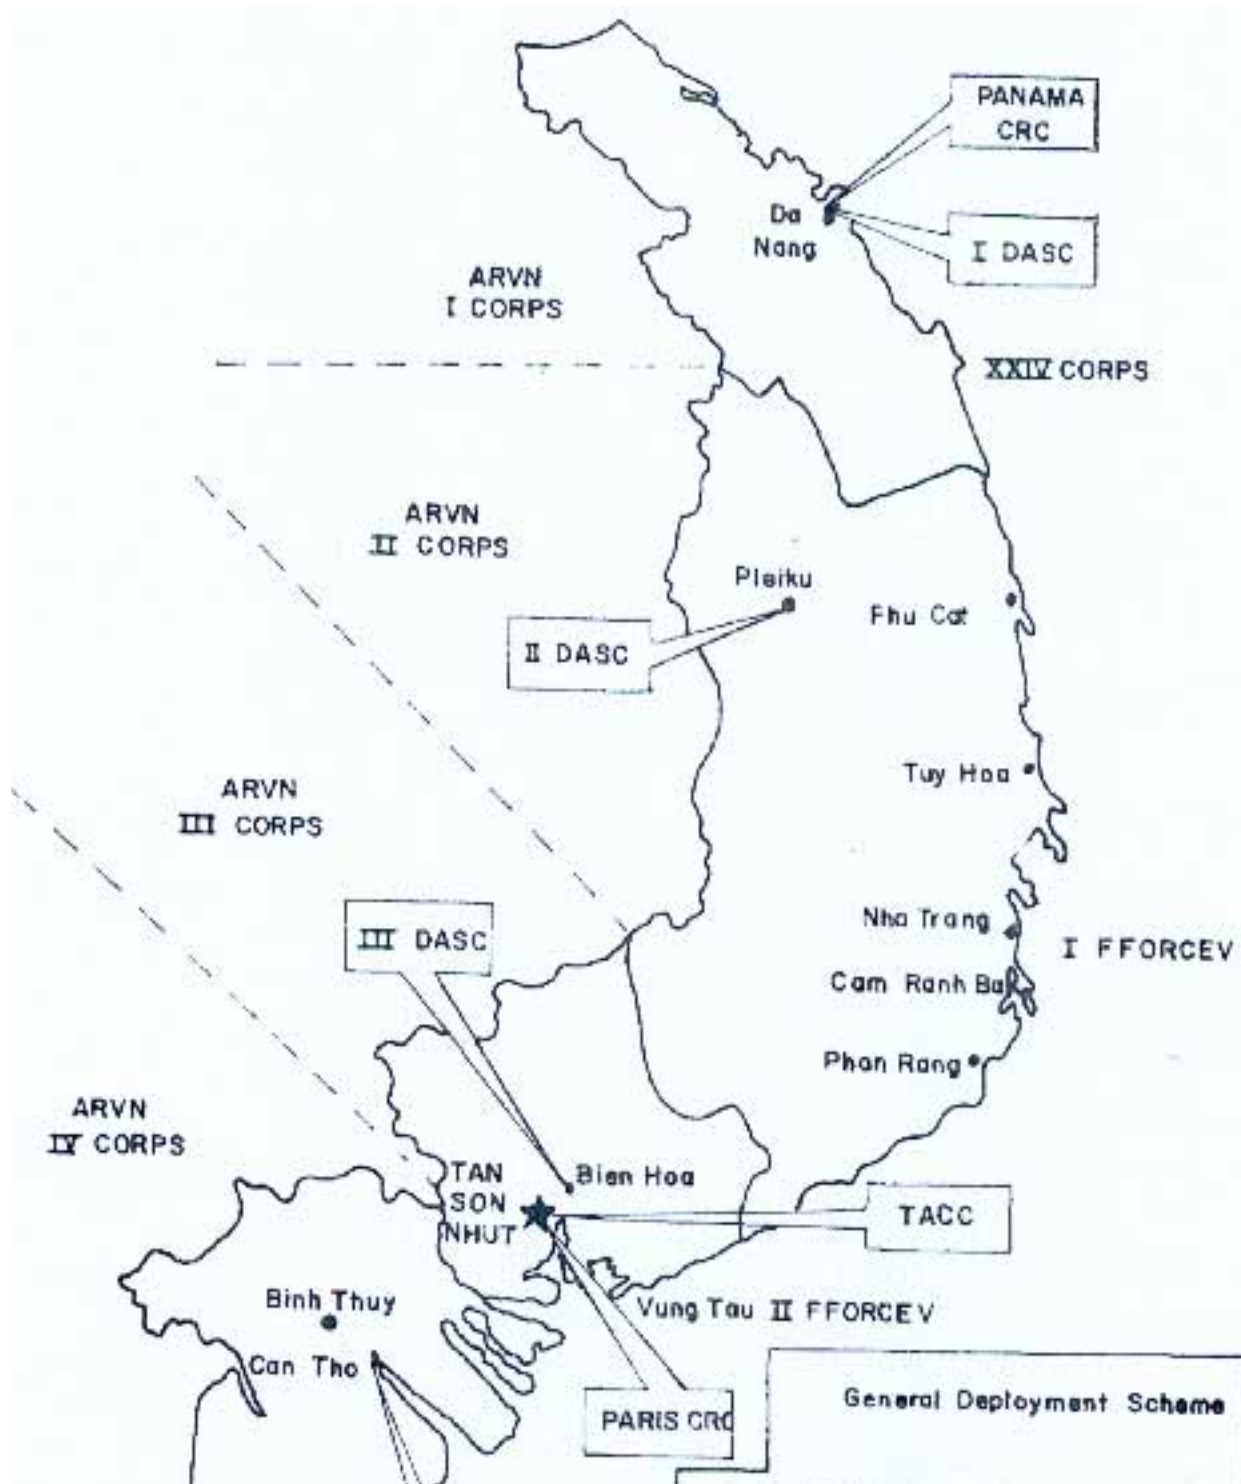 PANAMA
CRC
Da
Nang
I DASC
ARVN
I CORPS
XXIV CORPS
ARVN
II CORPS
Pleiku
Phu Cat
II DASC
Tuy Hoa
ARVN
III CORPS
III DASC
Nha Trang
I FFORCEV
Cam Ranh Ba
Phan Rang
ARVN
IV CORPS
TAN
SON
NHUT
Bien Hoa
TACC
Binh Thuy
Vung Tau II FFORCEV
Can Tho
PARIS CRC
General Deployment Scheme